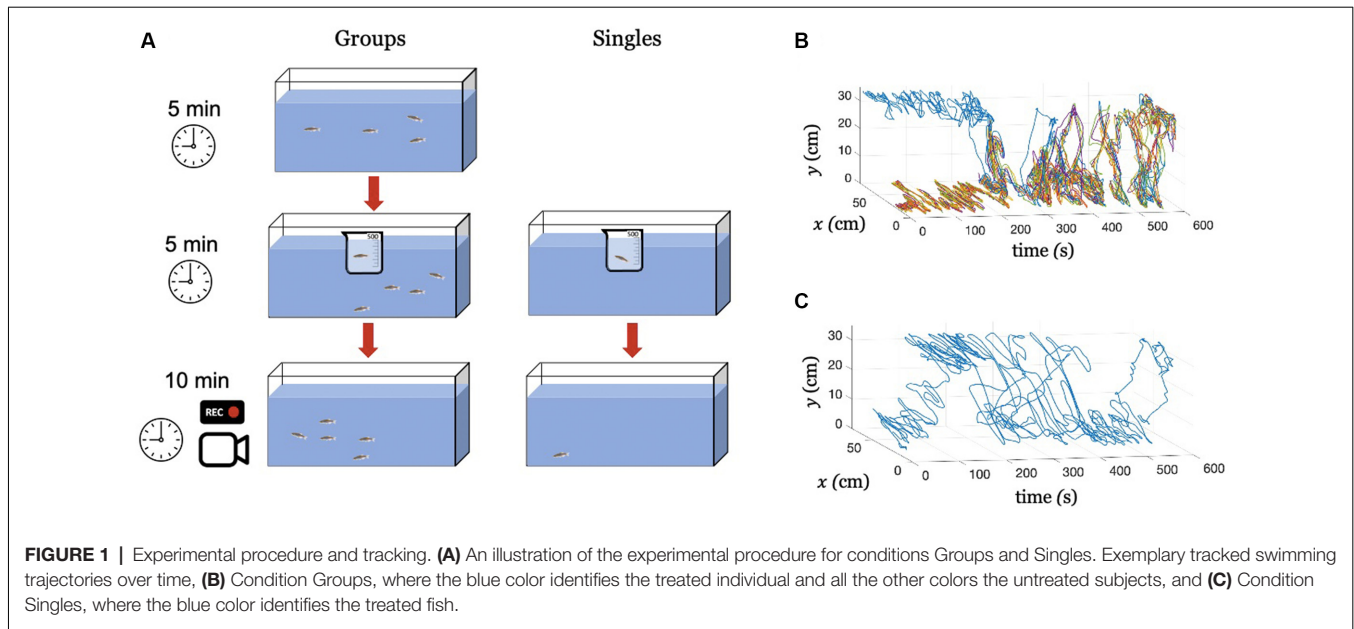 A
Groups
Singles
5 min
5 min
500
500
10 min
REC
B
30
20
10
0
y (cm)
50
0
x (cm)
0
100
200
300
400
500
600
time (s)
C
30
20
10
0
y (cm)
50
0
x (cm)
0
100
200
300
400
500
600
time (s)
FIGURE 1 | Experimental procedure and tracking. (A) An illustration of the experimental procedure for conditions Groups and Singles. Exemplary tracked swimming
trajectories over time, (B) Condition Groups, where the blue color identifies the treated individual and all the other colors the untreated subjects, and (C) Condition
Singles, where the blue color identifies the treated fish.